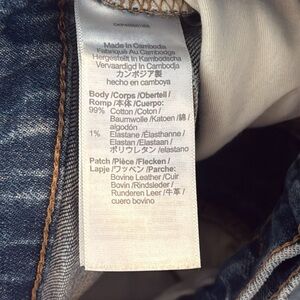 Made In Cambodia
Fabriqué Au Cambodge
Hergestellt In Kambodscha
Vervaardigd In Cambodja
カンボジア製
hecho en camboya
Body /Corps /Oberteil /
Romp /本体 /Cuerpo:
99% Cotton /Coton /
Baumwolle /Katoen /綿 /
algodón
1% Elastane /Élasthanne /
Elastan /Elastaan /
ポリウレタン /elastano
Patch /Pièce /Flecken /
Lapje /ワッペン /Parche:
Bovine Leather /Cuir
Bovin /Rindsleder /
Runderen Leer /牛革 /
cuero bovino